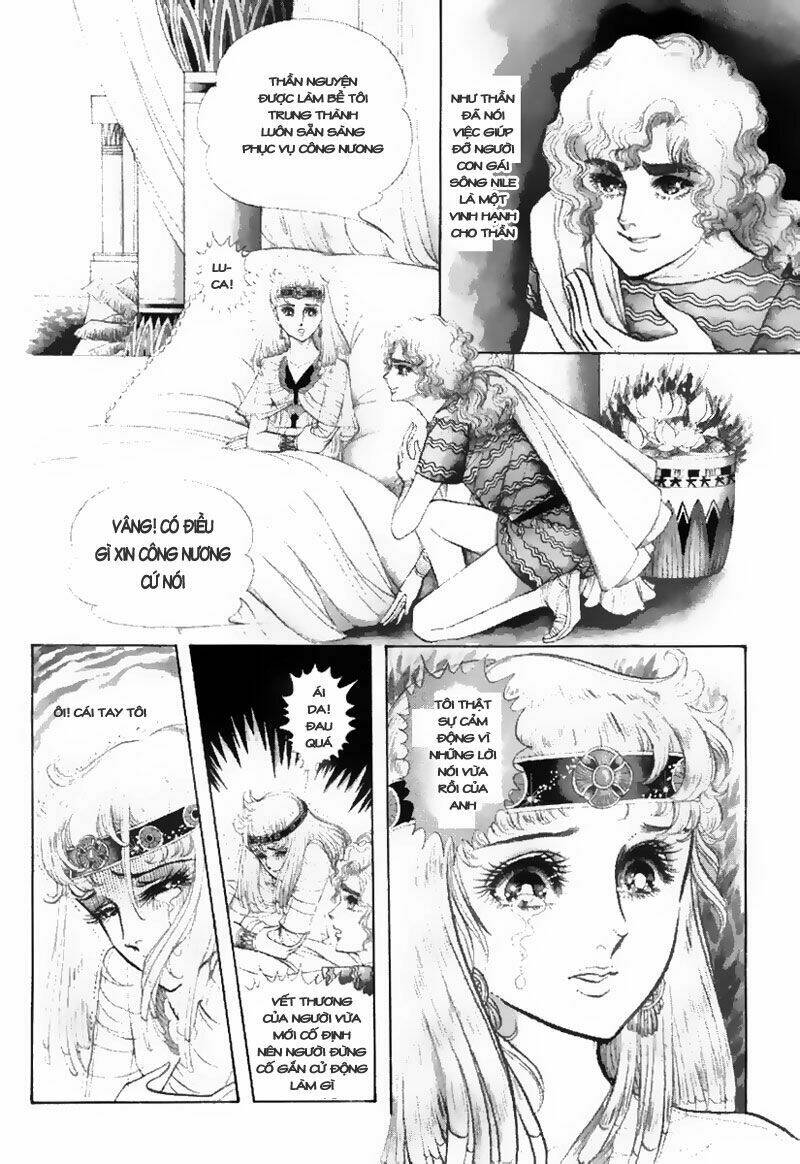 NHƯ THẦN
ĐÃ NÓI
VIỆC GIÚP
ĐỠ NGƯỜI
CON GÁI
SÔNG NILE
LÀ MỘT
VINH HẠNH
CHO THẦN
THẦN NGUYỆN
ĐƯỢC LÀM BỀ TÔI
TRUNG THÀNH
LUÔN SẴN SÀNG
PHỤC VỤ CÔNG NƯƠNG
LU-
CA!
VÂNG! CÓ ĐIỀU
GÌ XIN CÔNG NƯƠNG
CỨ NÓI
TÔI THẬT
SỰ CẢM
ĐỘNG VÌ
NHỮNG LỜI
NÓI VỪA
RỒI CỦA
ANH
ÁI
DA!
ĐAU
QUÁ
VẾT THƯƠNG
CỦA NGƯỜI VỪA
MỚI CỐ ĐỊNH
NÊN NGƯỜI ĐỪNG
CỐ GẮN CỬ ĐỘNG
LÀM GÌ
ÔI! CÁI TAY TÔI